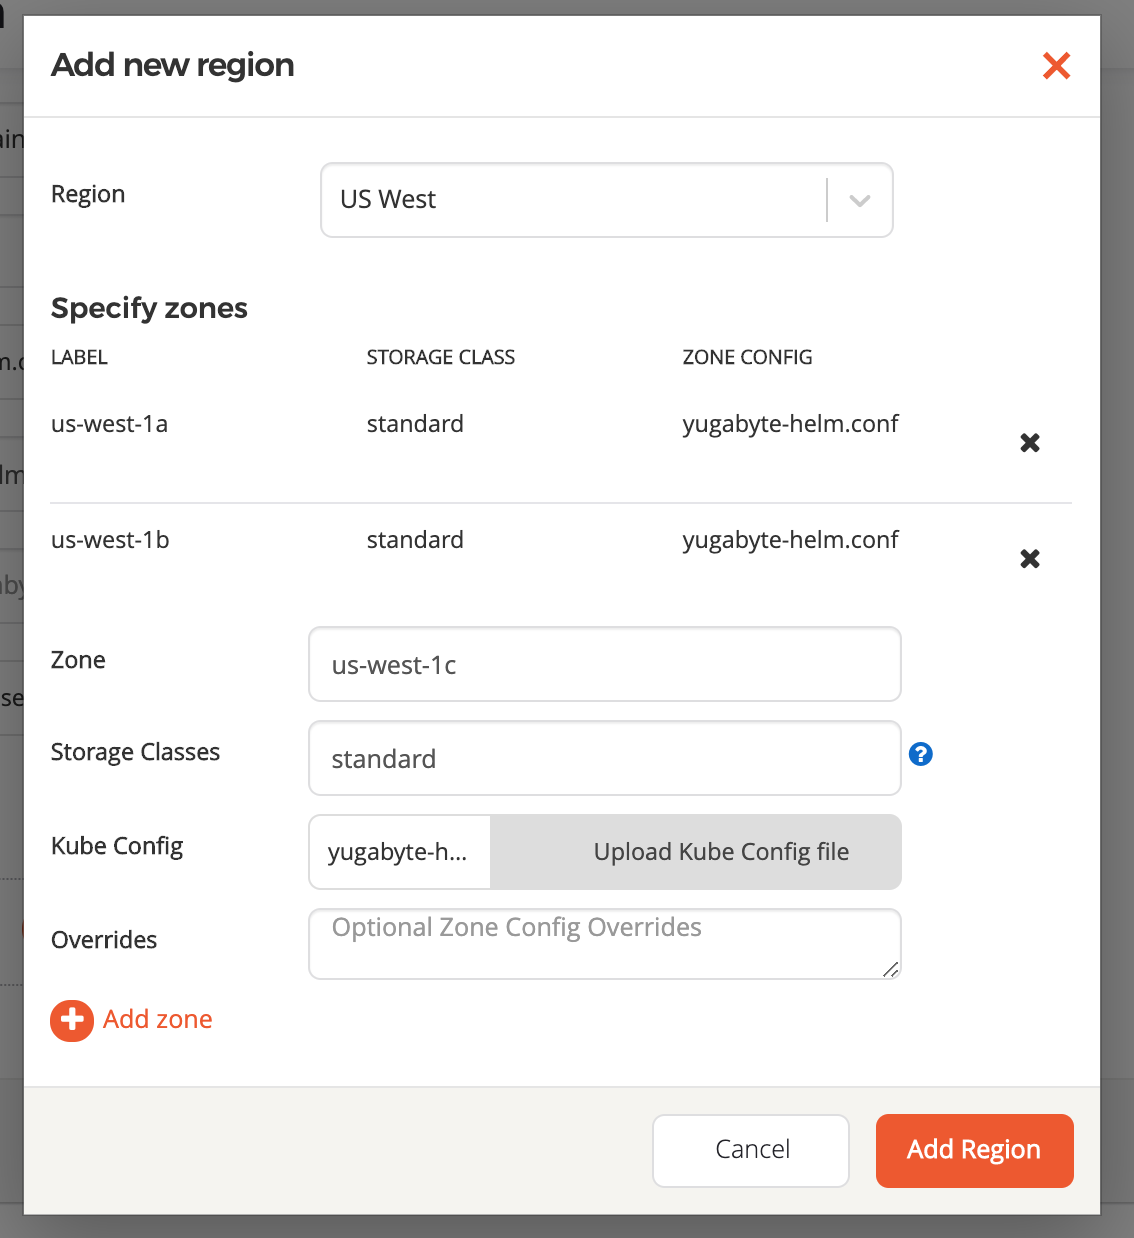 Add new region
Region
US West
Specify zones
LABEL STORAGE CLASS ZONE CONFIG
us-west-1a standard yugabyte-helm.conf
us-west-1b standard yugabyte-helm.conf
Zone us-west-1c
Storage Classes standard
Kube Config yugabyte-h... Upload Kube Config file
Overrides Optional Zone Config Overrides
Add zone
Cancel Add Region